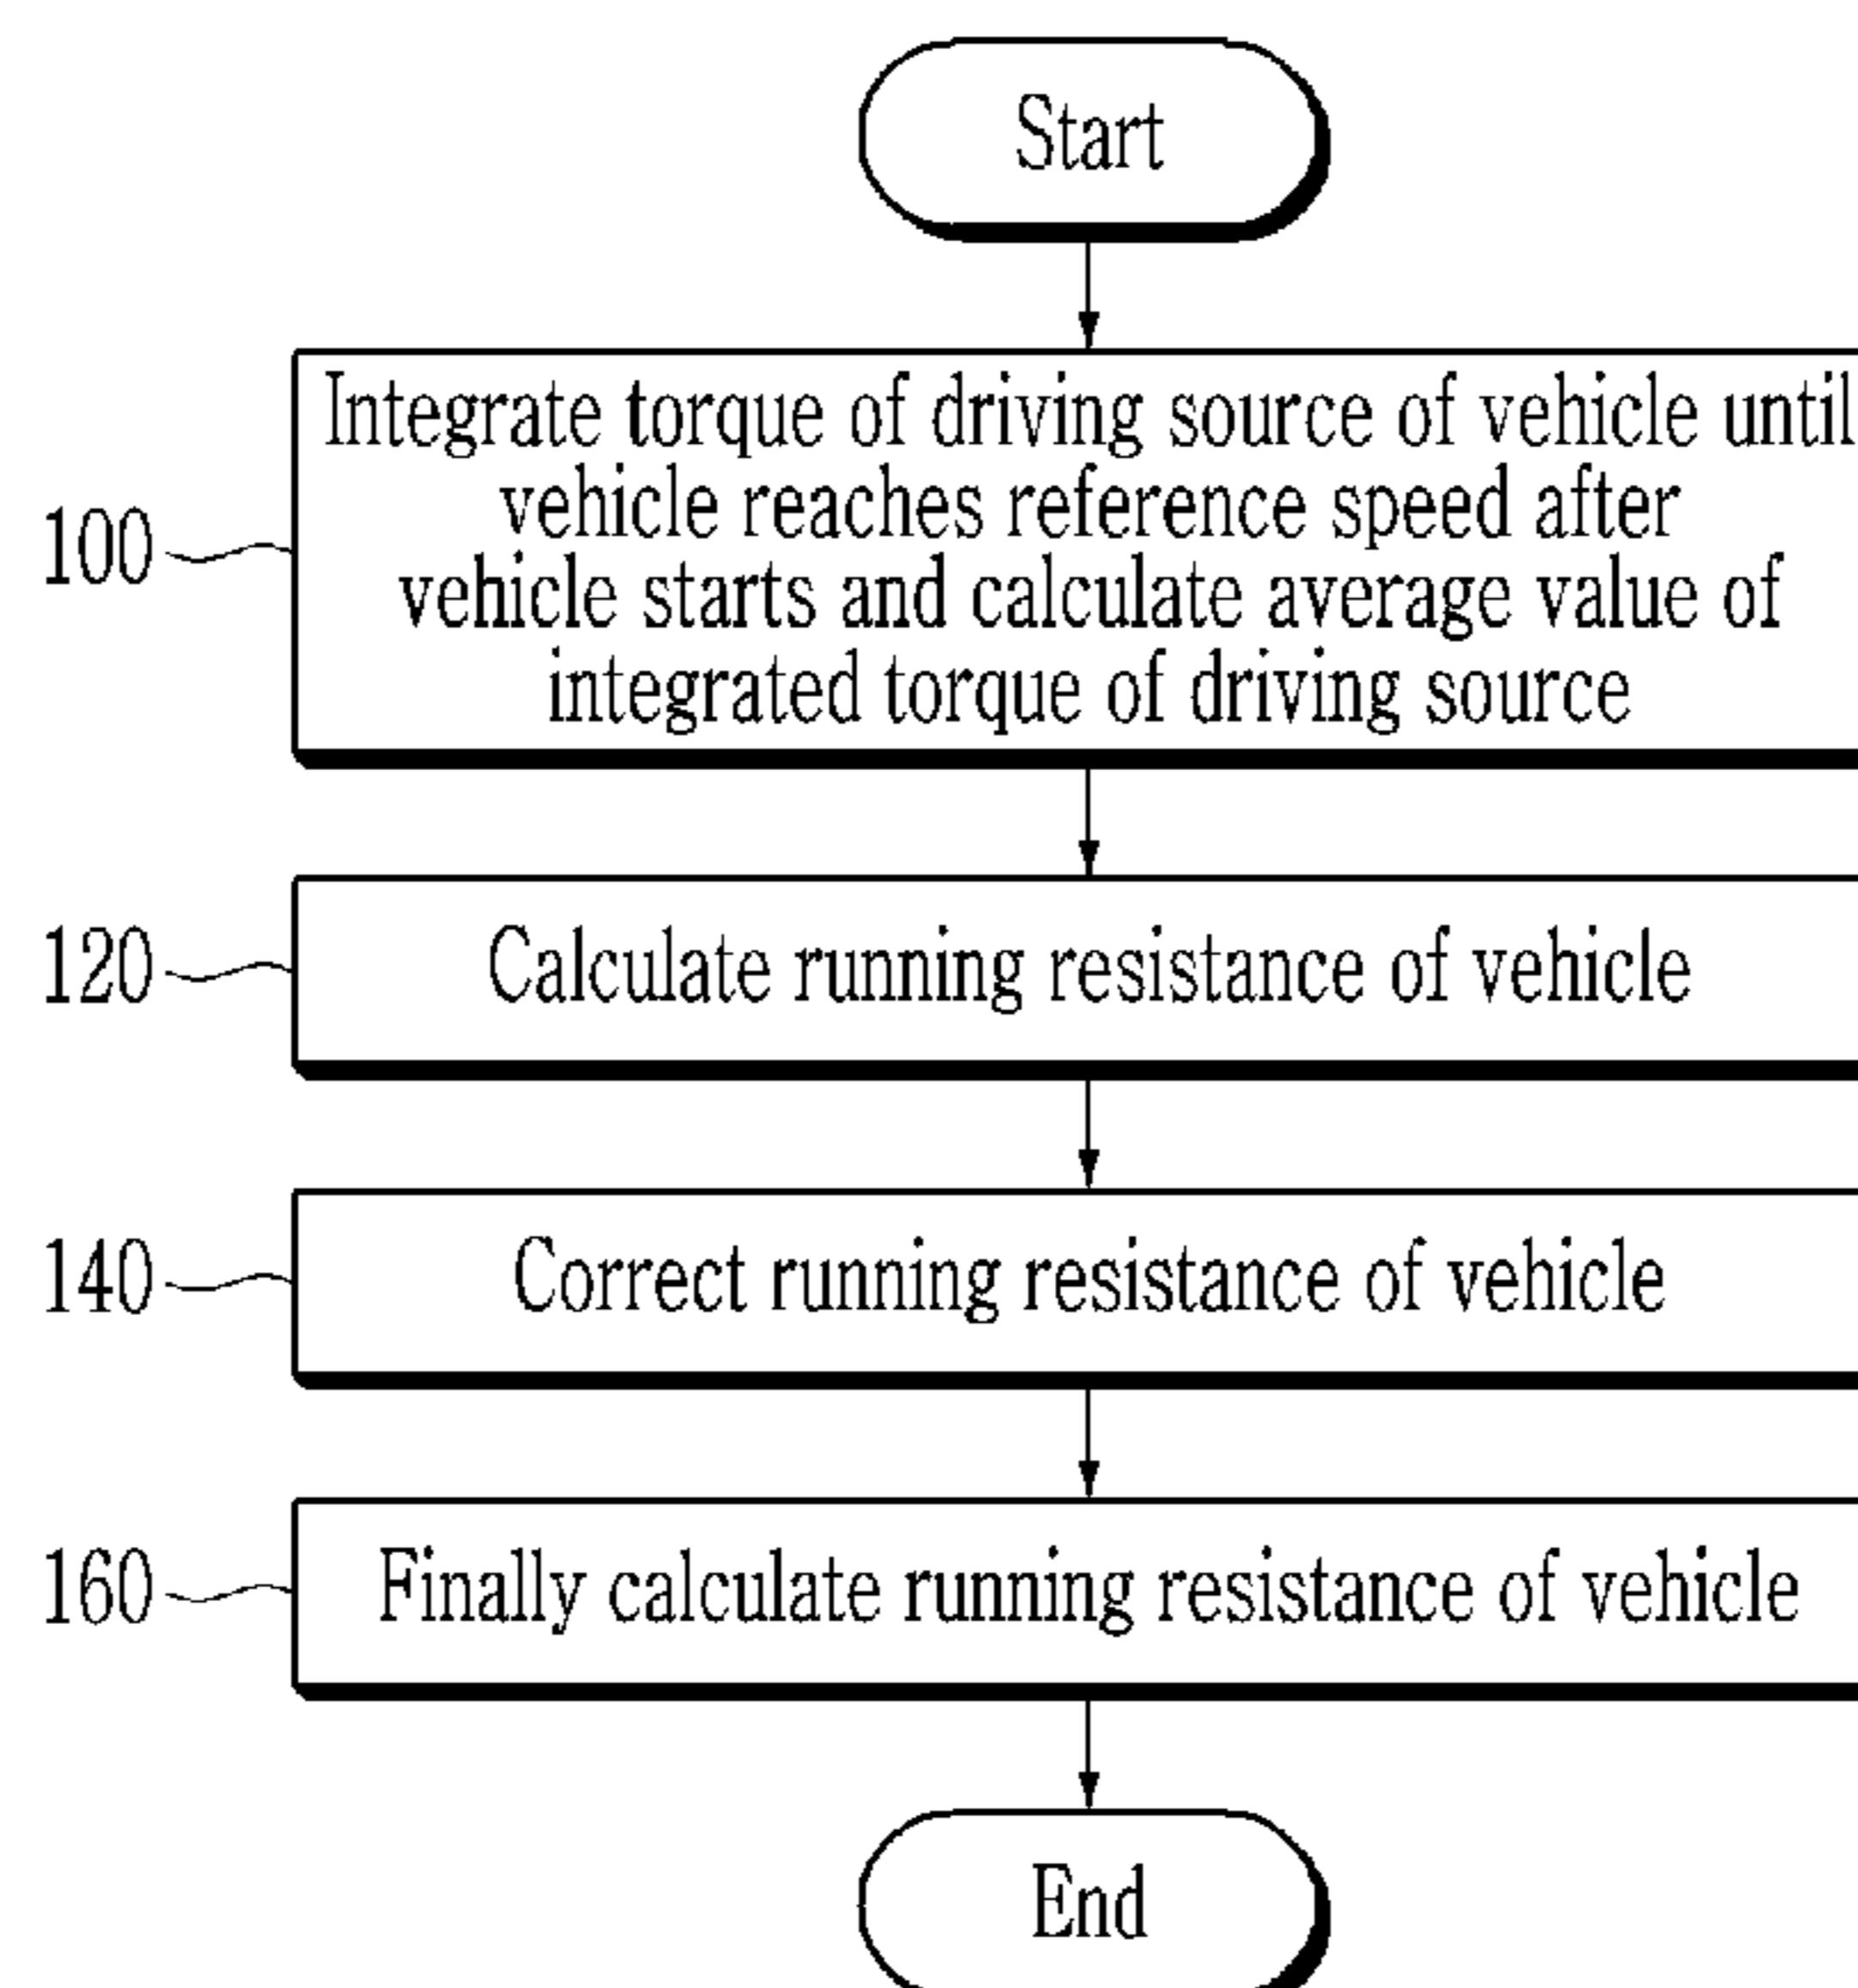 Start
Integrate torque of driving source of vehicle until
vehicle reaches reference speed after
vehicle starts and calculate average value of
integrated torque of driving source
100
Calculate running resistance of vehicle
120
Correct running resistance of vehicle
140
Finally calculate running resistance of vehicle
160
End